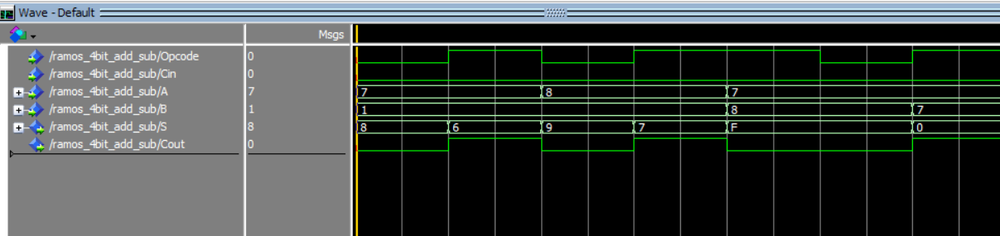 Wave - Default
Msgs
/ramos_4bit_add_sub/Opcode 0
/ramos_4bit_add_sub/Cin 0
/ramos_4bit_add_sub/A 7 7 8 7
/ramos_4bit_add_sub/B 1 1 8 7
/ramos_4bit_add_sub/S 8 8 6 9 7 F 0
/ramos_4bit_add_sub/Cout 0